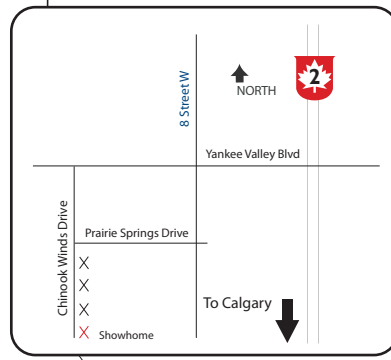 2
8 Street W
NORTH
Yankee Valley Blvd
Chinook Winds Drive
Prairie Springs Drive
X
X
X
To Calgary
X Showhome